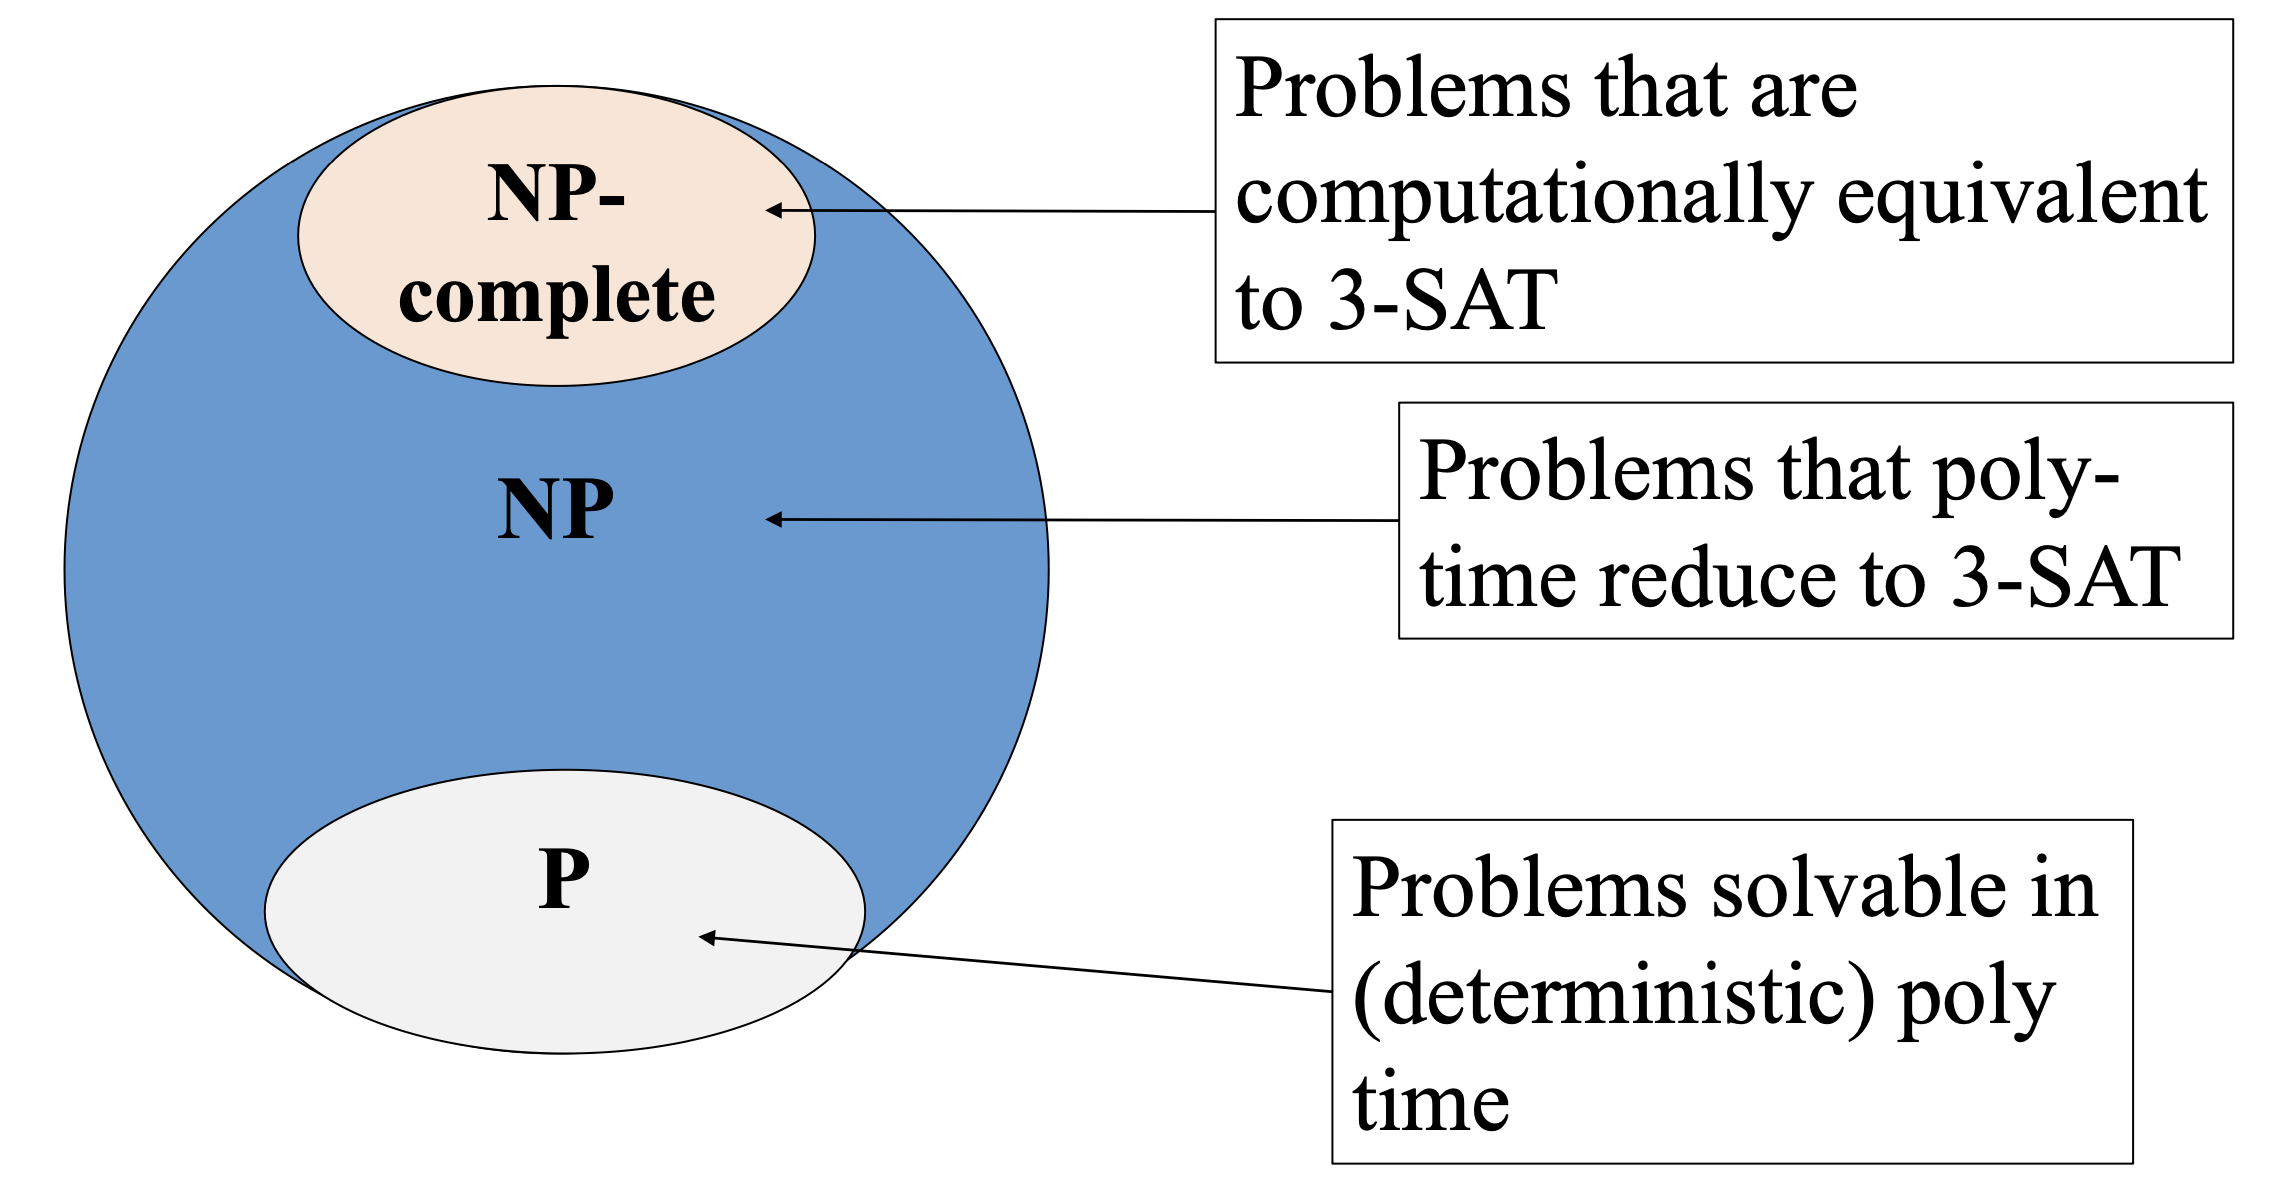 NP-
complete
Problems that are
computationally equivalent
to 3-SAT
NP
Problems that poly-
time reduce to 3-SAT
P
Problems solvable in
(deterministic) poly
time